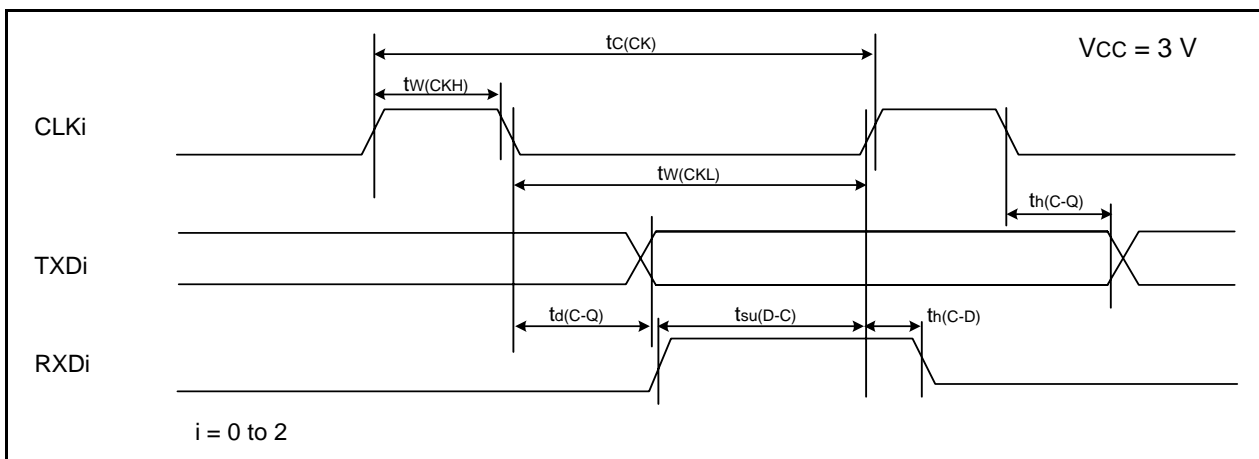 tC(CK)
VCC = 3 V
tW(CKH)
CLKi
tW(CKL)
th(C-Q)
TXDi
td(C-Q)
tsu(D-C)
th(C-D)
RXDi
i = 0 to 2